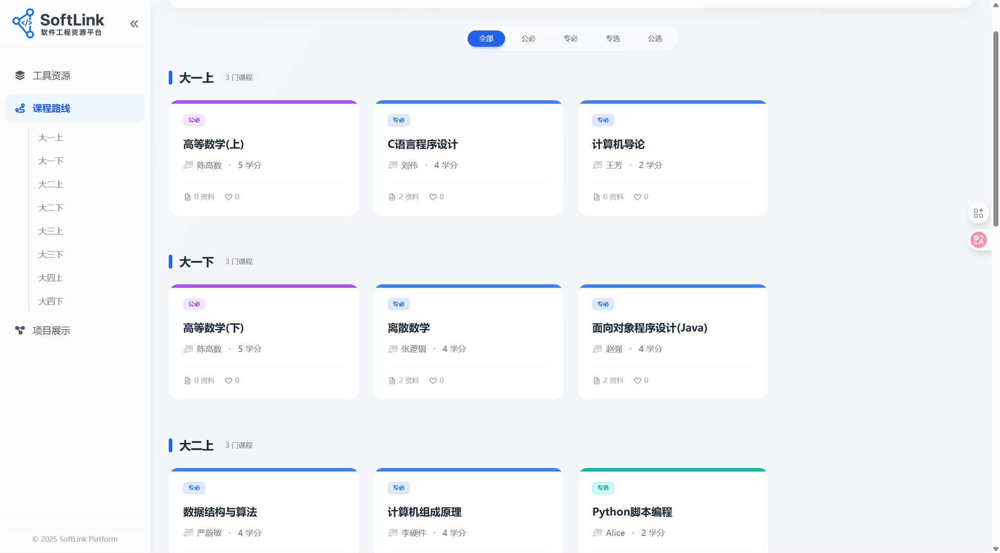 SoftLink
软件工程资源平台
工具资源
课程路线
大一上
大一下
大二上
大二下
大三上
大三下
大四上
大四下
项目展示
© 2025 SoftLink Platform
全部 公必 专必 专选 公选
大一上 3 门课程
公必
高等数学(上)
陈高数 • 5 学分
0 资料 0
专必
C语言程序设计
刘伟 • 4 学分
2 资料 0
专必
计算机导论
王芳 • 2 学分
0 资料 0
大一下 3 门课程
公必
高等数学(下)
陈高数 • 5 学分
0 资料 0
专必
离散数学
张逻辑 • 4 学分
2 资料 0
专必
面向对象程序设计(Java)
赵强 • 4 学分
2 资料 0
大二上 3 门课程
专必
数据结构与算法
严蔚敏 • 4 学分
专必
计算机组成原理
李硬件 • 4 学分
专选
Python脚本编程
Alice • 2 学分
中A